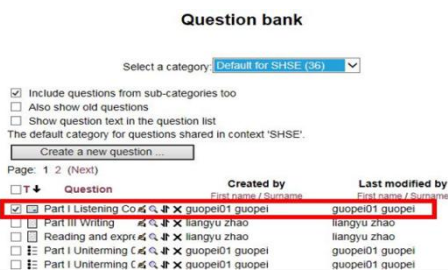 Question bank
Select a category: Default for SHSE (36)
Include questions from sub-categories too
Also show old questions
Show question text in the question list
The default category for questions shared in context 'SHSE'.
Create a new question ...
Page: 1 2 (Next)
T Question Created by Last modified by
First name / Surname First name / Surname
Part I Listening Co guopei01 guopei guopei01 guopei
Part III Writing liangyu zhao liangyu zhao
Reading and expre liangyu zhao liangyu zhao
Part I Uniterming C guopei01 guopei guopei01 guopei
Part I Uniterming C guopei01 guopei guopei01 guopei